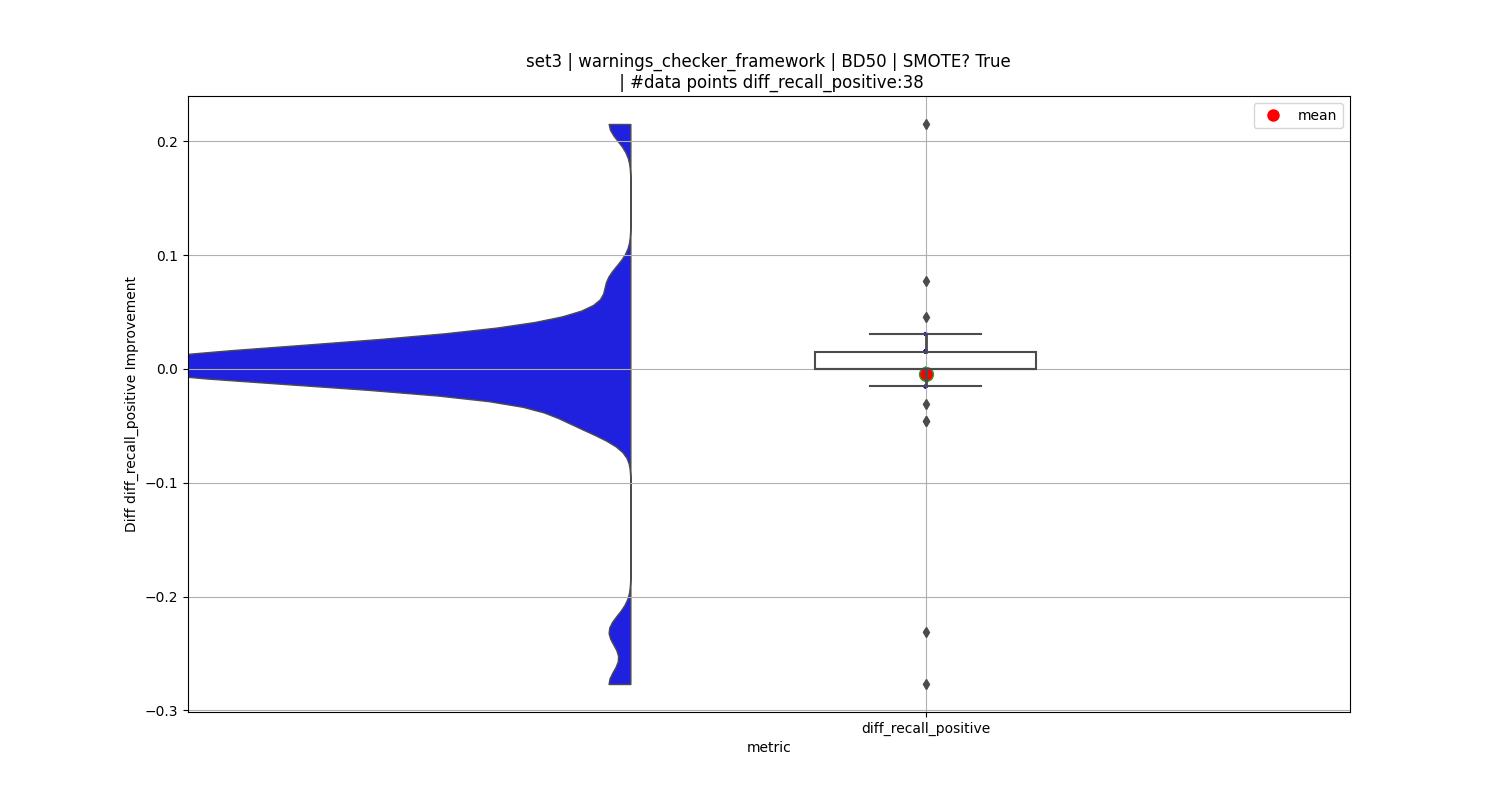 set3 | warnings_checker_framework | BD50 | SMOTE? True
| #data points diff_recall_positive:38
mean
0.2
0.1
0.0
−0.1
−0.2
−0.3
Diff diff_recall_positive Improvement
diff_recall_positive
metric